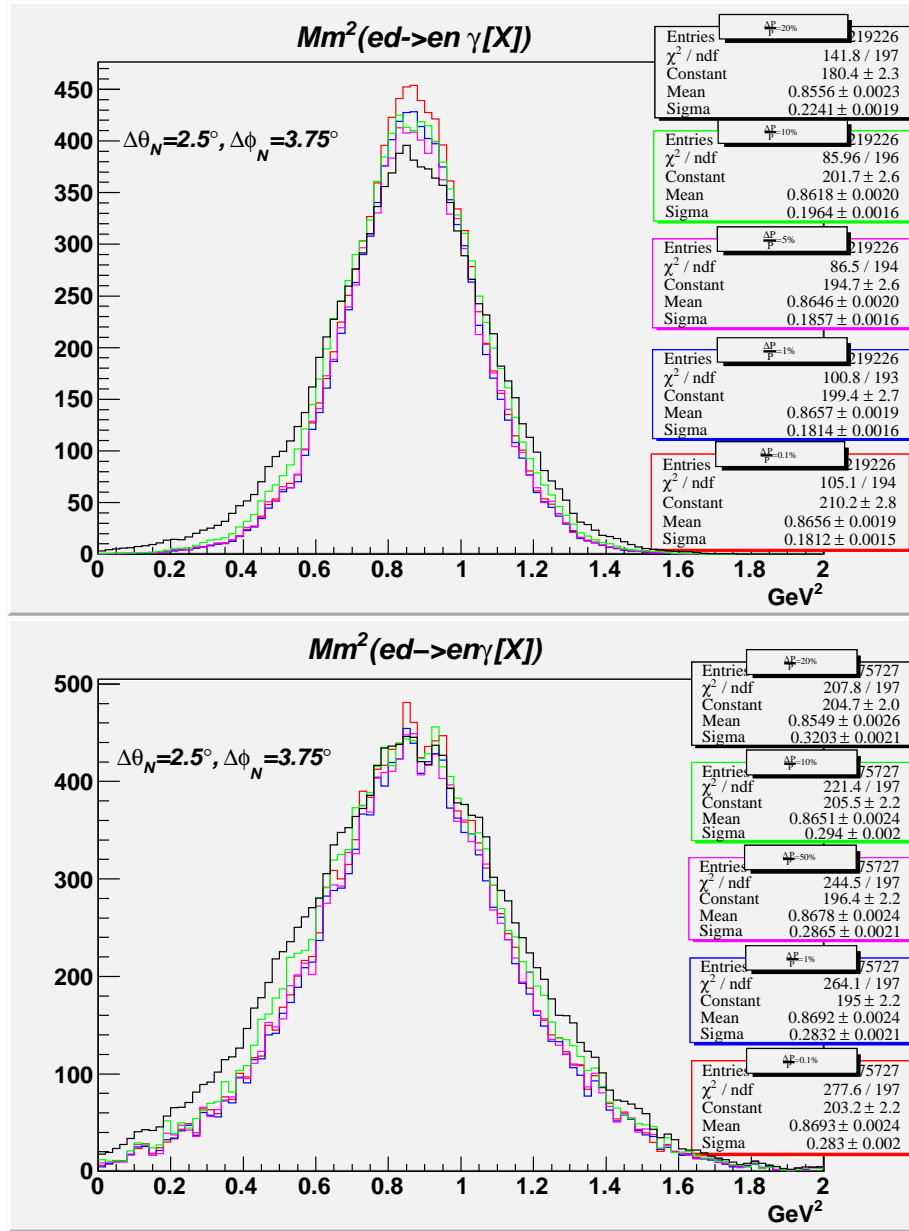 Mm²(ed->en γ[X])
Δθ_N=2.5°, Δϕ_N=3.75°
450
400
350
300
250
200
150
100
50
0
0 0.2 0.4 0.6 0.8 1 1.2 1.4 1.6 1.8 2
GeV²
ΔP/P=20%
Entries 219226
χ² / ndf 141.8 / 197
Constant 180.4 ± 2.3
Mean 0.8556 ± 0.0023
Sigma 0.2241 ± 0.0019
ΔP/P=10%
Entries 219226
χ² / ndf 85.96 / 196
Constant 201.7 ± 2.6
Mean 0.8618 ± 0.0020
Sigma 0.1964 ± 0.0016
ΔP/P=5%
Entries 219226
χ² / ndf 86.5 / 194
Constant 194.7 ± 2.6
Mean 0.8646 ± 0.0020
Sigma 0.1857 ± 0.0016
ΔP/P=1%
Entries 219226
χ² / ndf 100.8 / 193
Constant 199.4 ± 2.7
Mean 0.8657 ± 0.0019
Sigma 0.1814 ± 0.0016
ΔP/P=0.1%
Entries 219226
χ² / ndf 105.1 / 194
Constant 210.2 ± 2.8
Mean 0.8656 ± 0.0019
Sigma 0.1812 ± 0.0015
Mm²(ed−>enγ[X])
Δθ_N=2.5°, Δϕ_N=3.75°
500
400
300
200
100
0
0 0.2 0.4 0.6 0.8 1 1.2 1.4 1.6 1.8 2
GeV²
ΔP/P=20%
Entries 75727
χ² / ndf 207.8 / 197
Constant 204.7 ± 2.0
Mean 0.8549 ± 0.0026
Sigma 0.3203 ± 0.0021
ΔP/P=10%
Entries 75727
χ² / ndf 221.4 / 197
Constant 205.5 ± 2.2
Mean 0.8651 ± 0.0024
Sigma 0.294 ± 0.002
ΔP/P=50%
Entries 75727
χ² / ndf 244.5 / 197
Constant 196.4 ± 2.2
Mean 0.8678 ± 0.0024
Sigma 0.2865 ± 0.0021
ΔP/P=1%
Entries 75727
χ² / ndf 264.1 / 197
Constant 195 ± 2.2
Mean 0.8692 ± 0.0024
Sigma 0.2832 ± 0.0021
ΔP/P=0.1%
Entries 75727
χ² / ndf 277.6 / 197
Constant 203.2 ± 2.2
Mean 0.8693 ± 0.0024
Sigma 0.283 ± 0.002